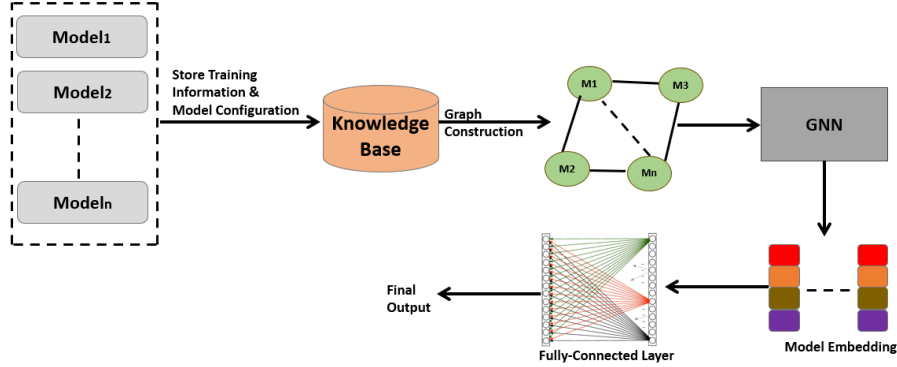 Model1
Model2
Modeln
Store Training
Information &
Model Configuration
Knowledge
Base
Graph
Construction
M1
M3
M2
Mn
GNN
Model Embedding
Fully-Connected Layer
Final
Output